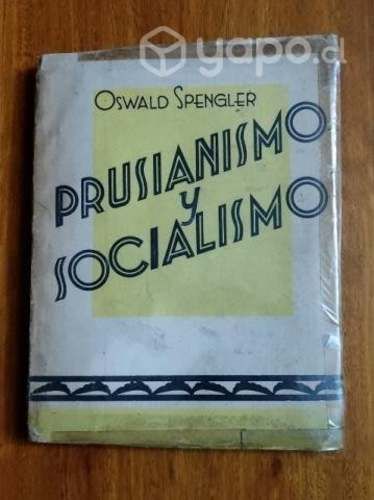 yapo.cl
OSWALD SPENGLER
PRUSIANISMO
y
SOCIALISMO